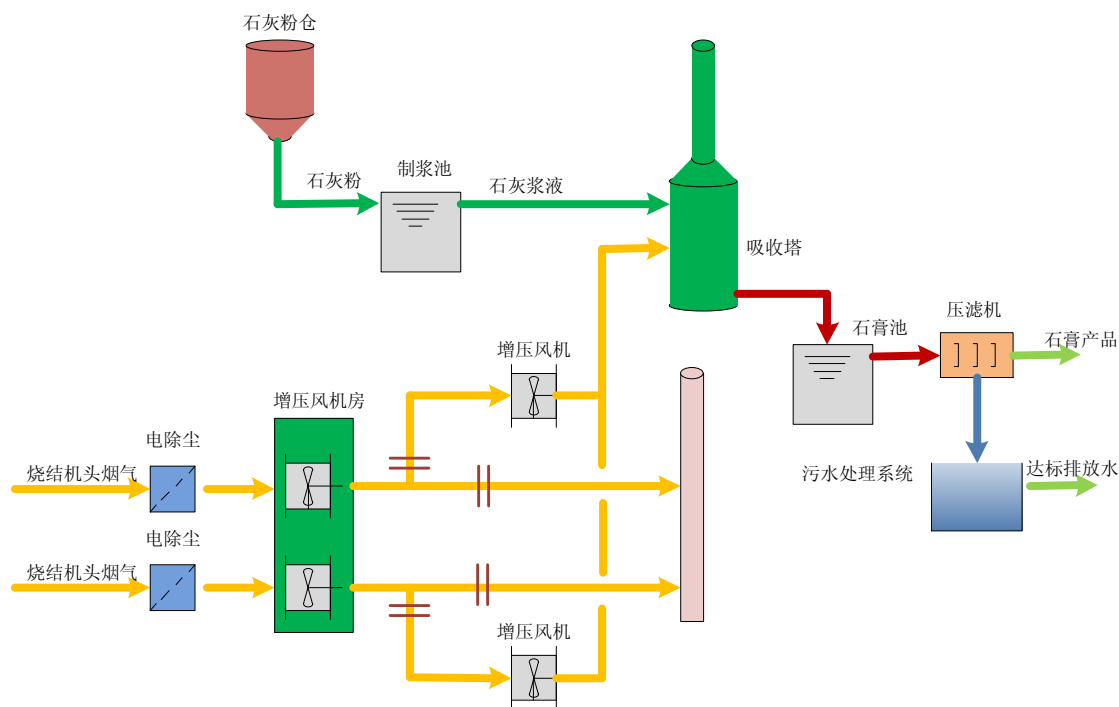 石灰粉仓
制浆池
石灰粉
石灰浆液
吸收塔
压滤机
石膏池
石膏产品
增压风机
增压风机房
电除尘
烧结机头烟气
污水处理系统
达标排放水
电除尘
烧结机头烟气
增压风机